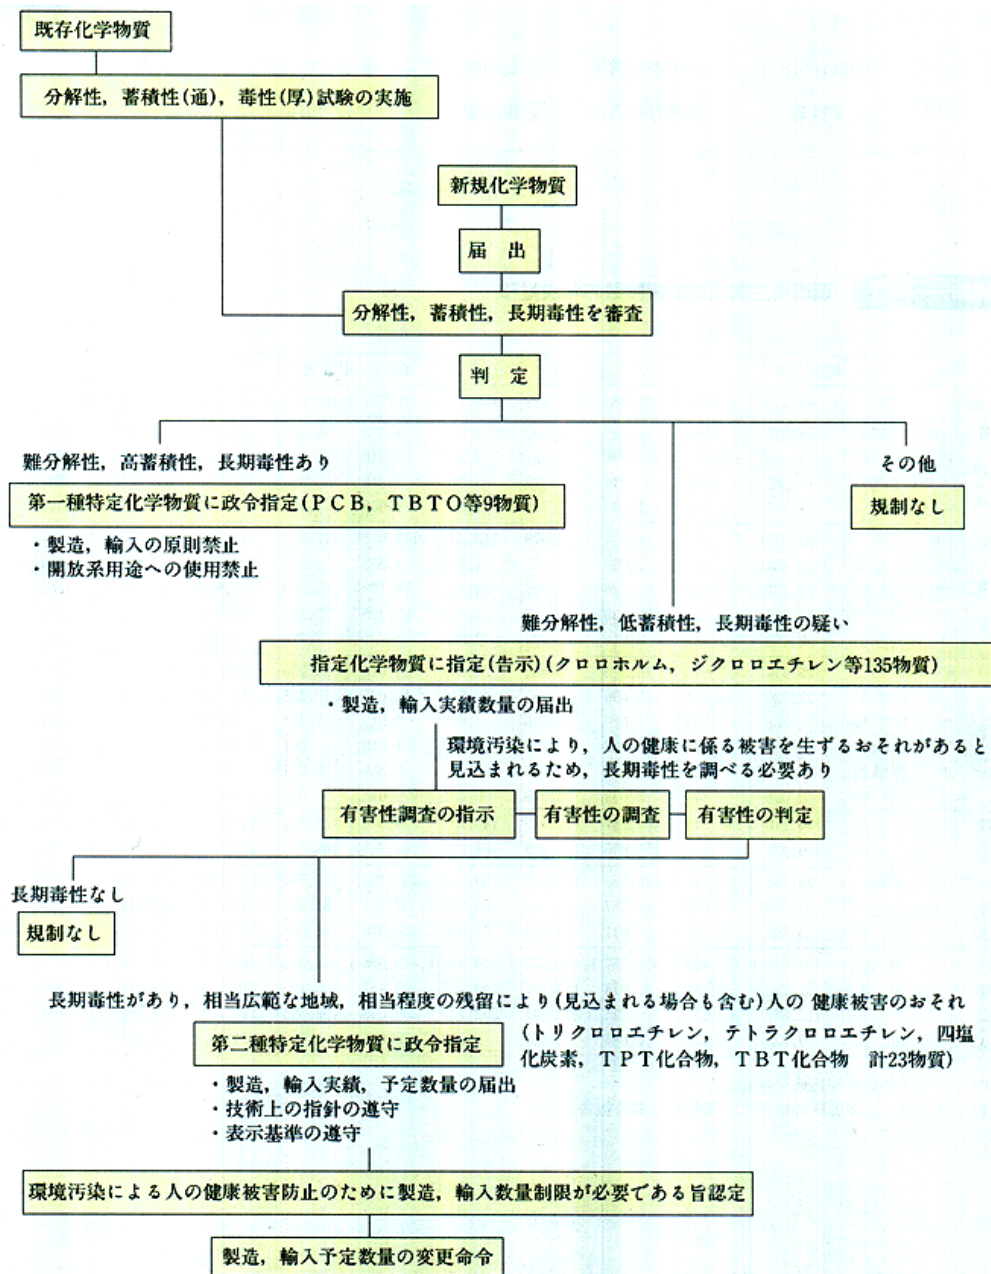 既存化学物質
分解性，蓄積性(通)，毒性(厚)試験の実施
新規化学物質
届　出
分解性，蓄積性，長期毒性を審査
判　定
難分解性，高蓄積性，長期毒性あり
第一種特定化学物質に政令指定(ＰＣＢ，ＴＢＴＯ等9物質)
・製造，輸入の原則禁止
・開放系用途への使用禁止
その他
規制なし
難分解性，低蓄積性，長期毒性の疑い
指定化学物質に指定(告示)(クロロホルム，ジクロロエチレン等135物質)
・製造，輸入実績数量の届出
環境汚染により，人の健康に係る被害を生ずるおそれがあると
見込まれるため，長期毒性を調べる必要あり
有害性調査の指示
有害性の調査
有害性の判定
長期毒性なし
規制なし
長期毒性があり，相当広範な地域，相当程度の残留により(見込まれる場合も含む)人の 健康被害のおそれ
第二種特定化学物質に政令指定
(トリクロロエチレン，テトラクロロエチレン，四塩
化炭素，ＴＰＴ化合物，ＴＢＴ化合物　計23物質)
・製造，輸入実績，予定数量の届出
・技術上の指針の遵守
・表示基準の遵守
環境汚染による人の健康被害防止のために製造，輸入数量制限が必要である旨認定
製造，輸入予定数量の変更命令